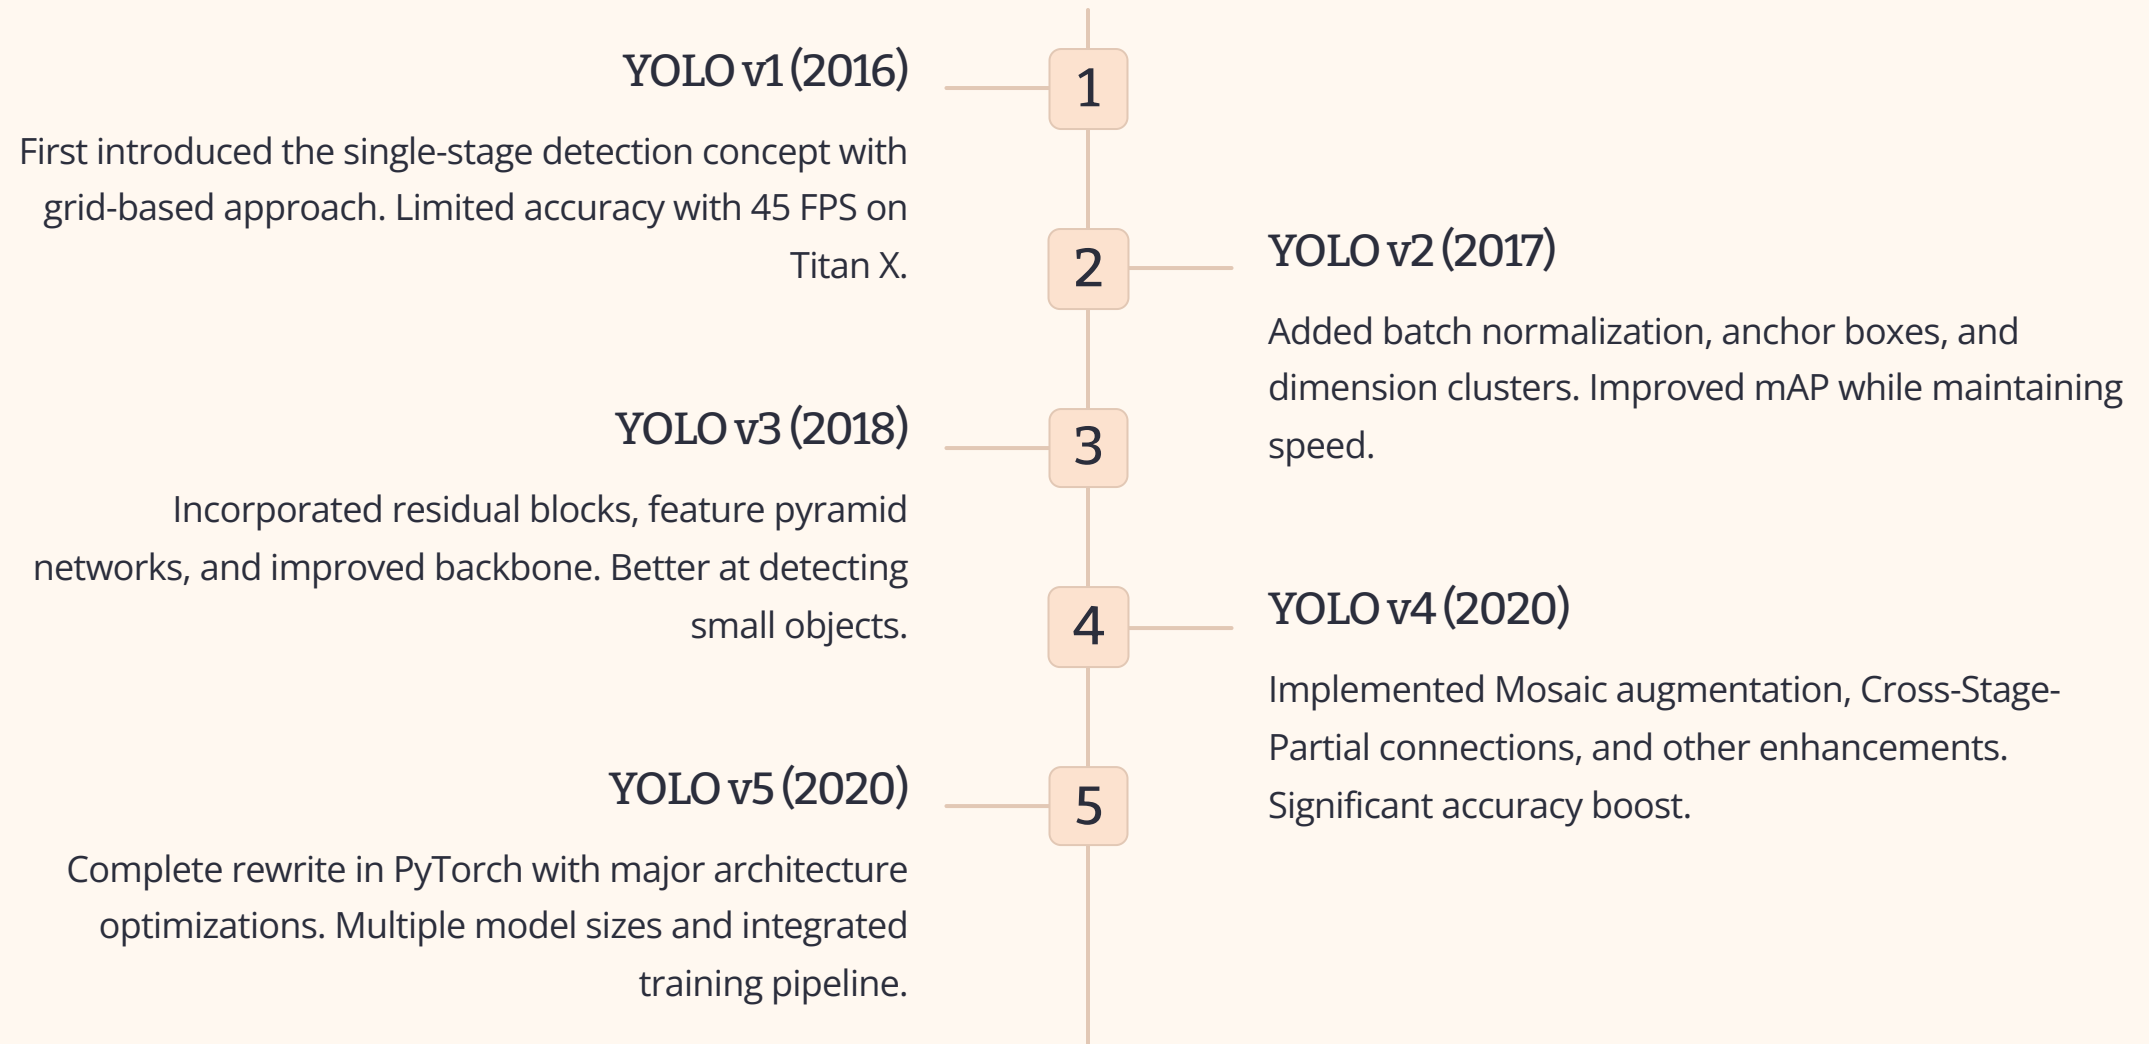 YOLO v1 (2016)
1
First introduced the single-stage detection concept with
grid-based approach. Limited accuracy with 45 FPS on
Titan X.
2
YOLO v2 (2017)
Added batch normalization, anchor boxes, and
dimension clusters. Improved mAP while maintaining
speed.
YOLO v3 (2018)
3
Incorporated residual blocks, feature pyramid
networks, and improved backbone. Better at detecting
small objects.
4
YOLO v4 (2020)
Implemented Mosaic augmentation, Cross-Stage-
Partial connections, and other enhancements.
Significant accuracy boost.
YOLO v5 (2020)
5
Complete rewrite in PyTorch with major architecture
optimizations. Multiple model sizes and integrated
training pipeline.